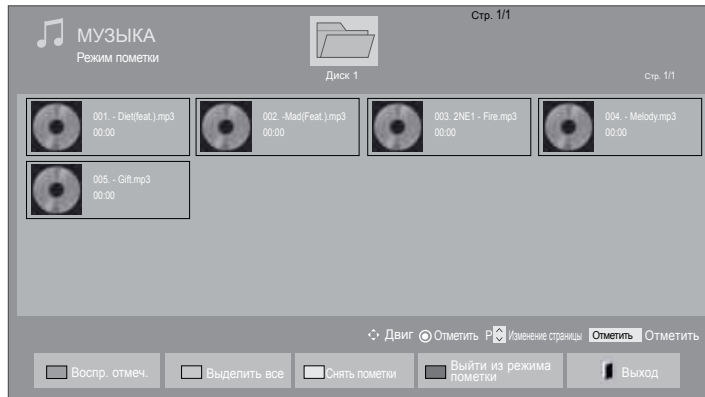 Стр. 1/1
МУЗЫКА
Режим пометки
Диск 1
Стр. 1/1
001. - Diet(feat.).mp3
00:00
002. -Mad(Feat.).mp3
00:00
003. 2NE1 - Fire.mp3
00:00
004. - Melody.mp3
00:00
005. - Gift.mp3
00:00
Двиг Отметить P Изменение страницы Отметить Отметить
Воспр. отмеч.
Выделить все
Снять пометки
Выйти из режима
пометки
Выход